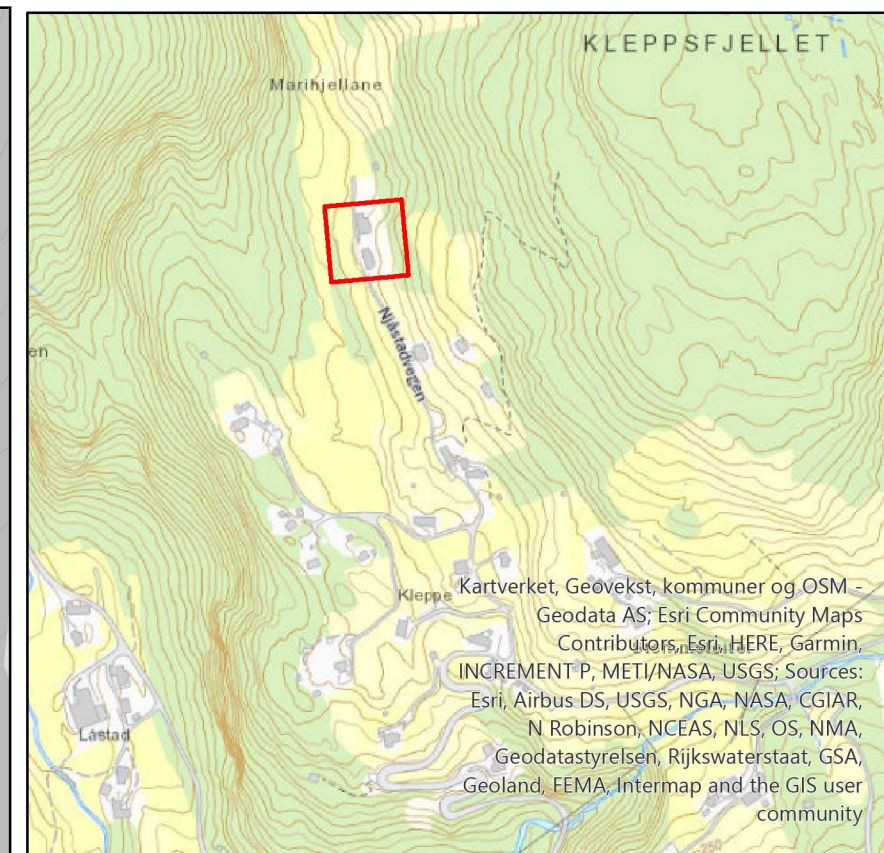 KLEPPSFJELLET
Marihjellane
en
Njåstadvegen
Kleppe
Låstad
Kartverket, Geovekst, kommuner og OSM -
Geodata AS; Esri Community Maps
Contributors, Esri, HERE, Garmin,
INCREMENT P, METI/NASA, USGS; Sources:
Esri, Airbus DS, USGS, NGA, NASA, CGIAR,
N Robinson, NCEAS, NLS, OS, NMA,
Geodatastyrelsen, Rijkswaterstaat, GSA,
Geoland, FEMA, Intermap and the GIS user
community
250